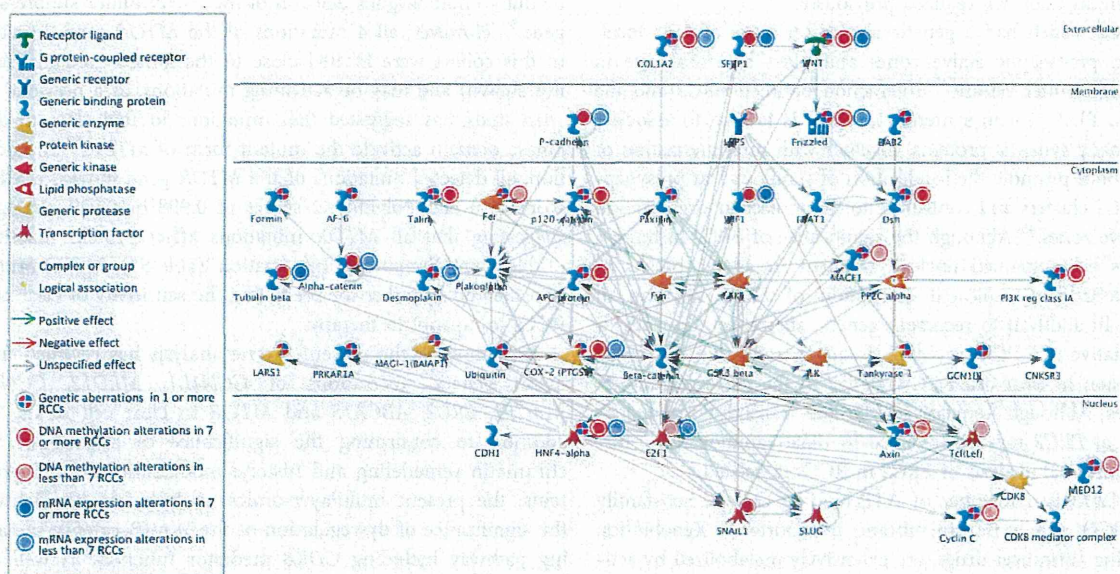 Receptor ligand
G protein-coupled receptor
Generic receptor
Generic binding protein
Generic enzyme
Protein kinase
Generic kinase
Lipid phosphatase
Generic protease
Transcription factor
Complex or group
Logical association
Positive effect
Negative effect
Unspecified effect
Genetic aberrations in 1 or more
RCCs
DNA methylation alterations in 7
or more RCCs
DNA methylation alterations in
less than 7 RCCs
mRNA expression alteration in 7
or more RCCs
mRNA expression alterations in
less than 7 RCCs
Extracellular
COL1A2 SFRP1 WNT
Membrane
P-cadherin LRP5 Frizzled FAB2
Cytoplasm
Formin AF-6 Talin Fer p120-catenin Paxillin WIF1 FRAT1 Dsh
Tubulin beta Alpha-catenin Desmoplakin Plakoglobin APC protein Fyn MACF1 PP2C alpha PI3K reg class IA
LARS1 PRKAR1A MAGI-1(BAIAP1) Ubiquitin COX-2 (PTGS2) Beta-catenin GSK3 beta ILK Tankyrase 1 GCN1L1 CNKSR3
Nucleus
CDH1 HNF4-alpha E2F1 Axin Tcf(Lef)
CDK8 MED12
SNAIL1 SLUG Cyclin C CDK8 mediator complex